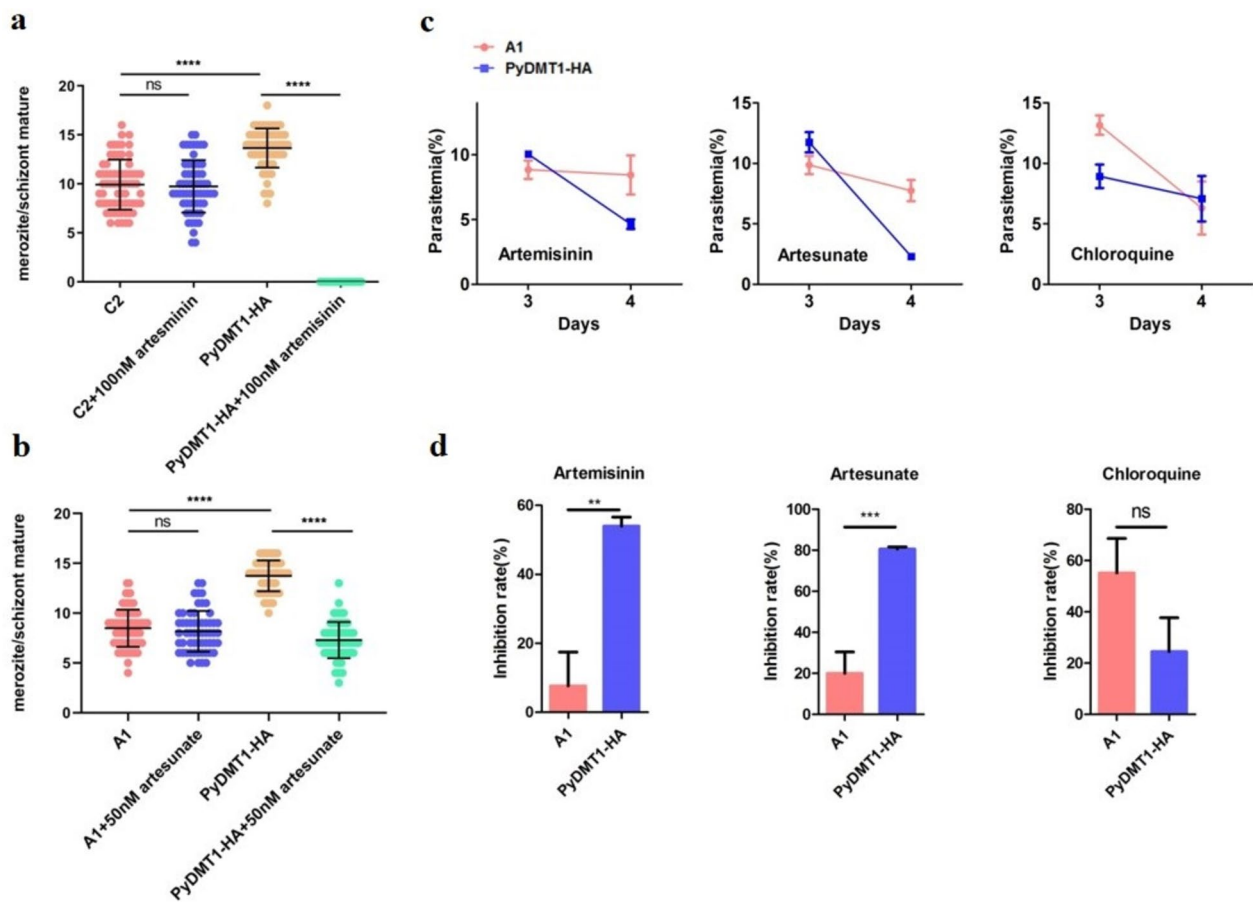 a
****
ns
****
merozite/schizont mature
20
15
10
5
0
C2
C2+100nM artesminin
PyDMT1-HA
PyDMT1-HA+100nM artemisinin
b
****
ns
****
merozite/schizont mature
20
15
10
5
0
A1
A1+50nM artesunate
PyDMT1-HA
PyDMT1-HA+50nM artesunate
c
A1
PyDMT1-HA
Parasitemia(%)
10
5
0
Artemisinin
3 4
Days
Parasitemia(%)
15
10
5
0
Artesunate
3 4
Days
Parasitemia(%)
15
10
5
0
Chloroquine
3 4
Days
d
Artemisinin
**
Inhibition rate(%)
60
40
20
0
A1
PyDMT1-HA
Artesunate
***
Inhibition rate(%)
100
80
60
40
20
0
A1
PyDMT1-HA
Chloroquine
ns
Inhibition rate(%)
80
60
40
20
0
A1
PyDMT1-HA